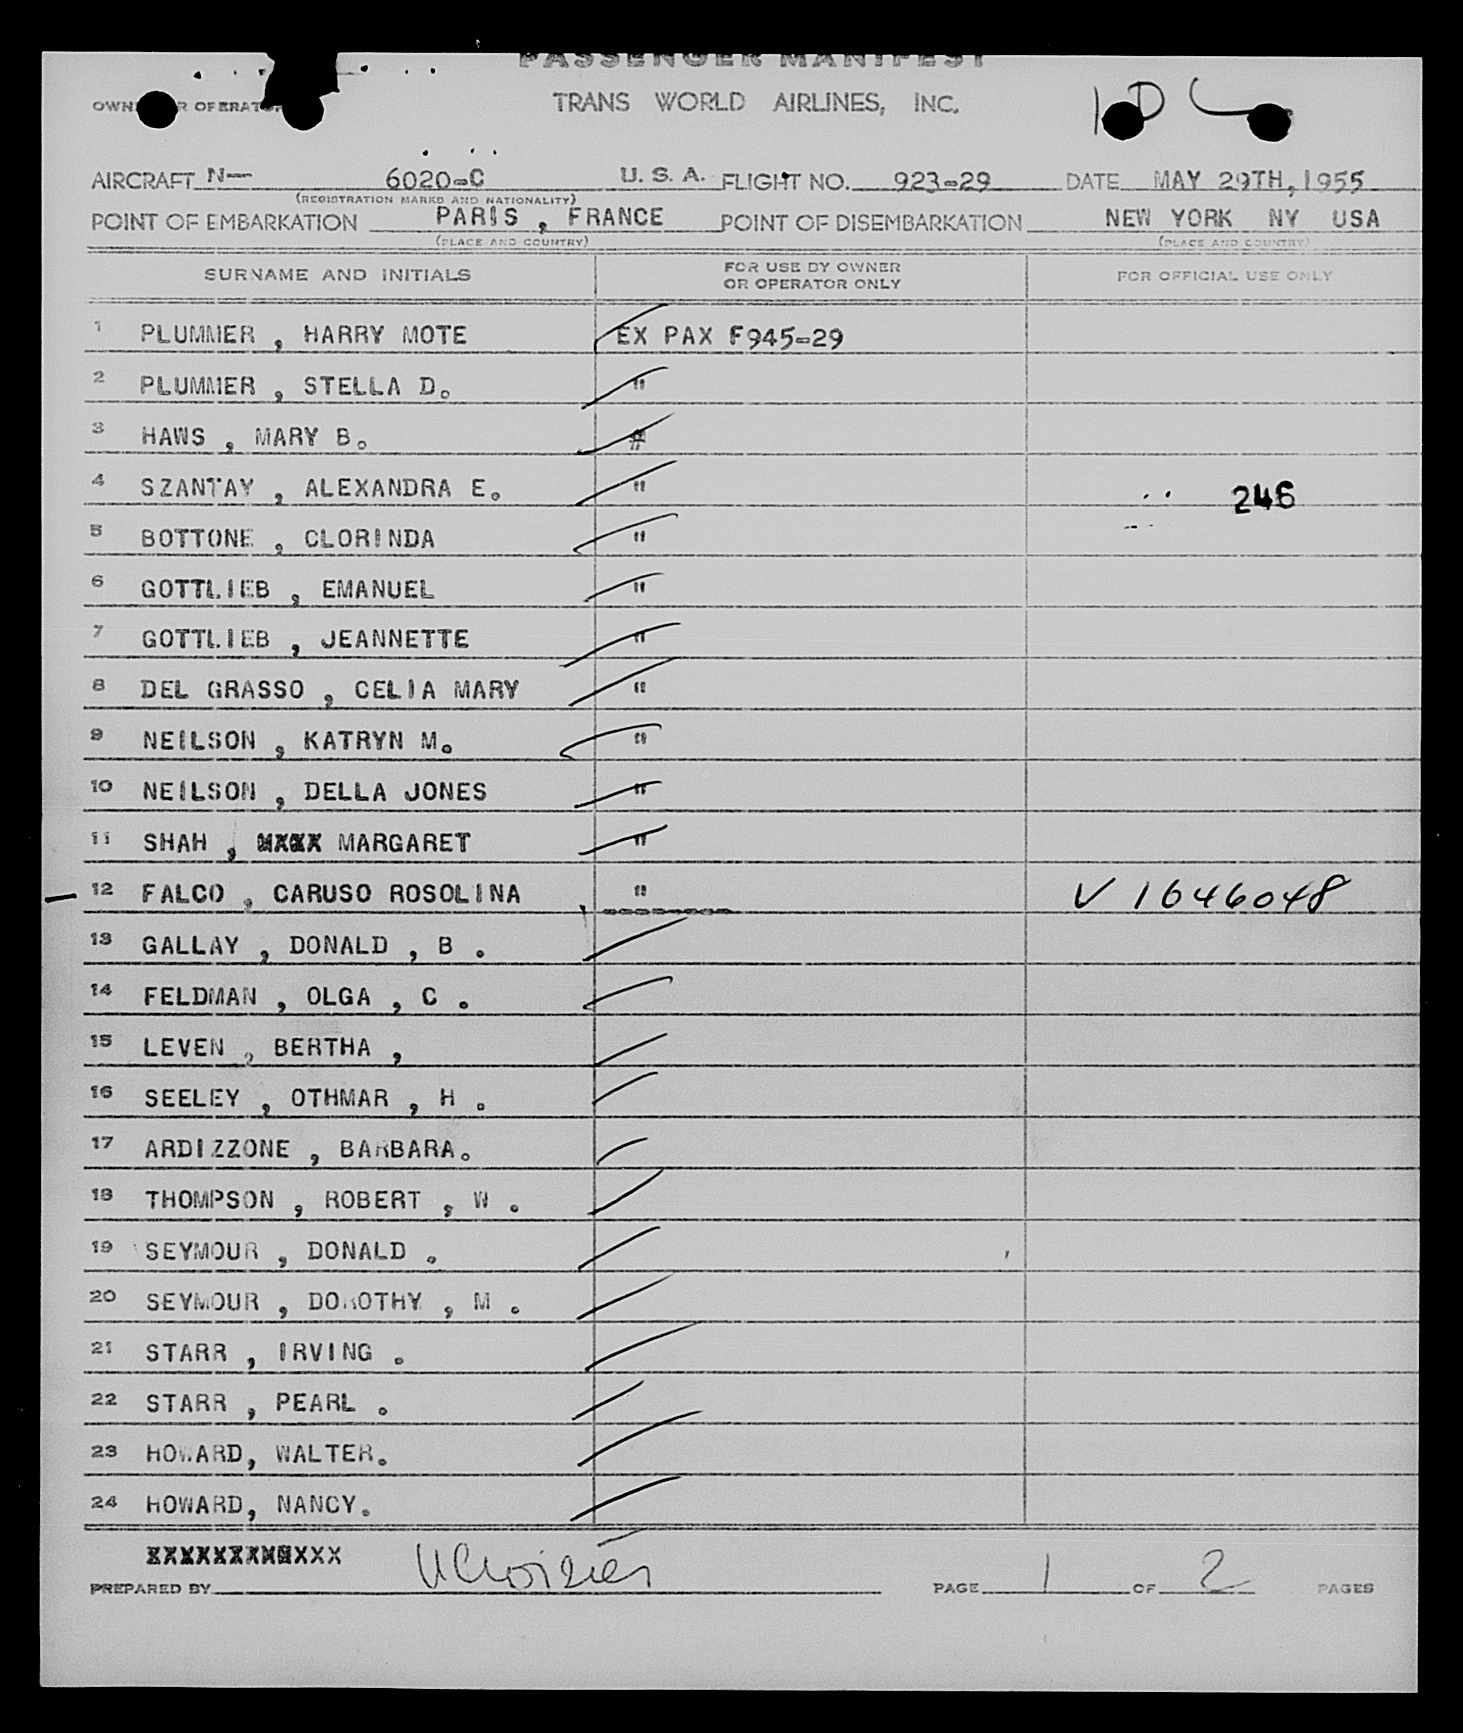 PASSENGER MANIFEST
OWNER OR OPERATOR TRANS WORLD AIRLINES, INC.
AIRCRAFT N— 6020-C U. S. A. FLIGHT NO. 923-29 DATE MAY 29TH, 1955
(REGISTRATION MARKS AND NATIONALITY)
POINT OF EMBARKATION PARIS , FRANCE POINT OF DISEMBARKATION NEW YORK NY USA
(PLACE AND COUNTRY) (PLACE AND COUNTRY)
SURNAME AND INITIALS FOR USE BY OWNER OR OPERATOR ONLY FOR OFFICIAL USE ONLY
1 PLUMMER , HARRY MOTE EX PAX F945-29
2 PLUMMER , STELLA D. "
3 HAWS , MARY B. "
4 SZANTAY , ALEXANDRA E. " 246
5 BOTTONE , CLORINDA "
6 GOTTLIEB , EMANUEL "
7 GOTTLIEB , JEANNETTE "
8 DEL GRASSO , CELIA MARY "
9 NEILSON , KATRYN M. "
10 NEILSON , DELLA JONES "
11 SHAH , MARGARET "
12 FALCO , CARUSO ROSOLINA " V 1646048
13 GALLAY , DONALD , B .
14 FELDMAN , OLGA , C .
15 LEVEN , BERTHA ,
16 SEELEY , OTHMAR , H .
17 ARDIZZONE , BARBARA.
18 THOMPSON , ROBERT , W .
19 SEYMOUR , DONALD .
20 SEYMOUR , DOROTHY , M .
21 STARR , IRVING .
22 STARR , PEARL .
23 HOWARD, WALTER.
24 HOWARD, NANCY.
PREPARED BY PAGE 1 OF 2 PAGES